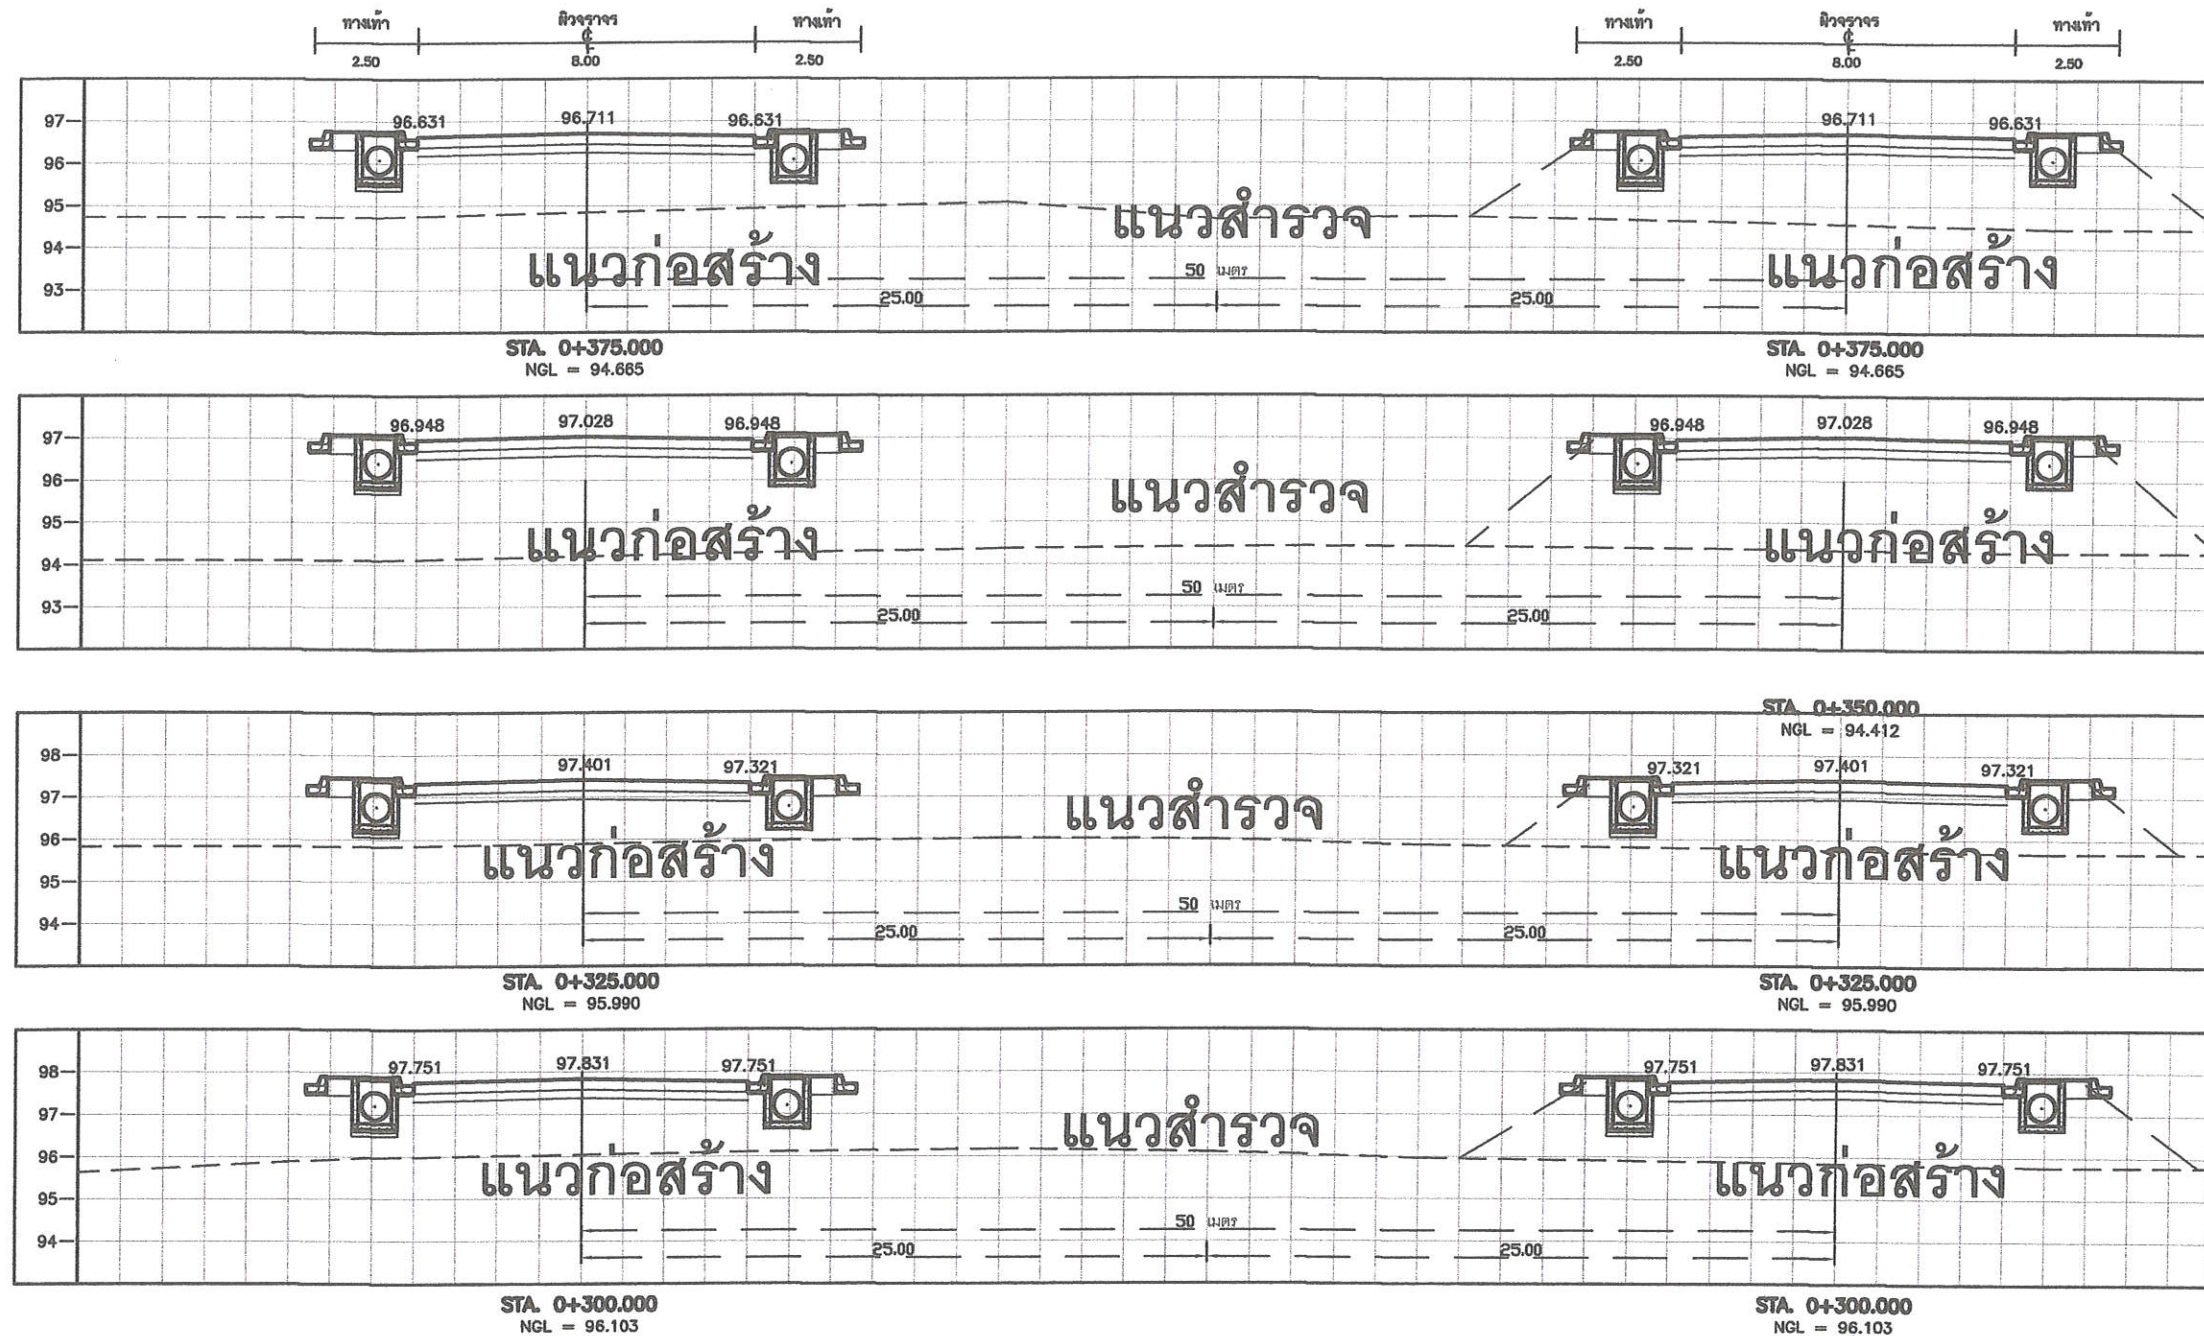 ทางเท้า ผิวจราจร ทางเท้า ทางเท้า ผิวจราจร ทางเท้า
2.50 8.00 2.50 2.50 8.00 2.50
97 96.631 96.711 96.631 96.711 96.631
96
95
แนวสำรวจ
94
แนวก่อสร้าง แนวก่อสร้าง
50 เมตร
93
25.00 25.00
STA. 0+375.000 STA. 0+375.000
NGL = 94.665 NGL = 94.665
97 96.948 97.028 96.948 96.948 97.028 96.948
96
แนวสำรวจ
95
แนวก่อสร้าง แนวก่อสร้าง
94
50 เมตร
93
25.00 25.00
STA. 0+350.000
NGL = 94.412
98
97.401 97.321 97.321 97.401 97.321
97
แนวสำรวจ
96
แนวก่อสร้าง แนวก่อสร้าง
95
50 เมตร
94
25.00 25.00
STA. 0+325.000 STA. 0+325.000
NGL = 95.990 NGL = 95.990
98 97.751 97.831 97.751 97.751 97.831 97.751
97
แนวสำรวจ
96
แนวก่อสร้าง แนวก่อสร้าง
95
50 เมตร
94
25.00 25.00
STA. 0+300.000 STA. 0+300.000
NGL = 96.103 NGL = 96.103